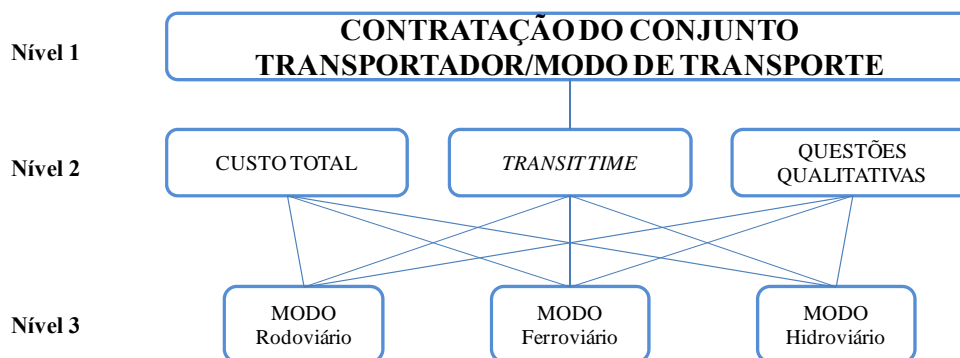 Nível 1
CONTRATAÇÃO DO CONJUNTO
TRANSPORTADOR/MODO DE TRANSPORTE
Nível 2
CUSTO TOTAL
TRANSIT TIME
QUESTÕES
QUALITATIVAS
Nível 3
MODO
Rodoviário
MODO
Ferroviário
MODO
Hidroviário